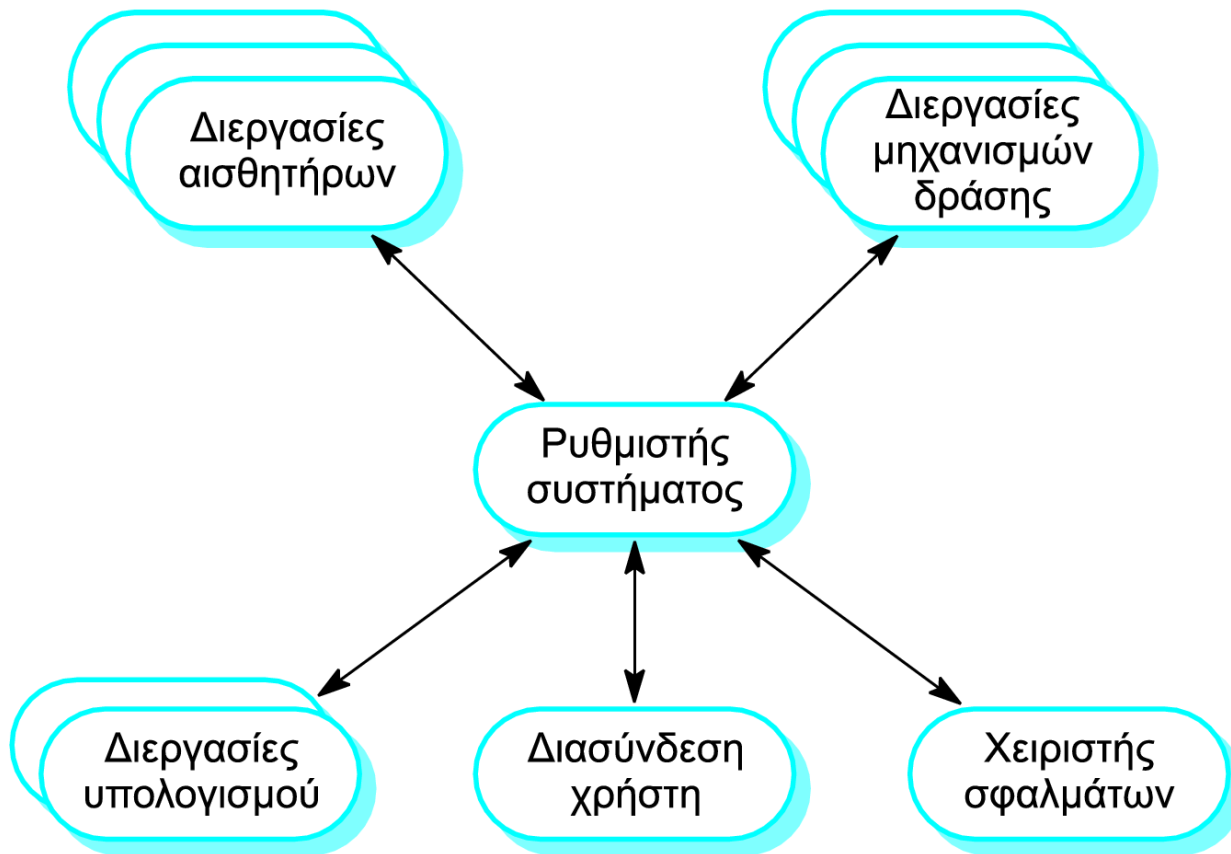 Διεργασίες
αισθητήρων
Διεργασίες
μηχανισμών
δράσης
Ρυθμιστής
συστήματος
Διεργασίες
υπολογισμού
Διασύνδεση
χρήστη
Χειριστής
σφαλμάτων